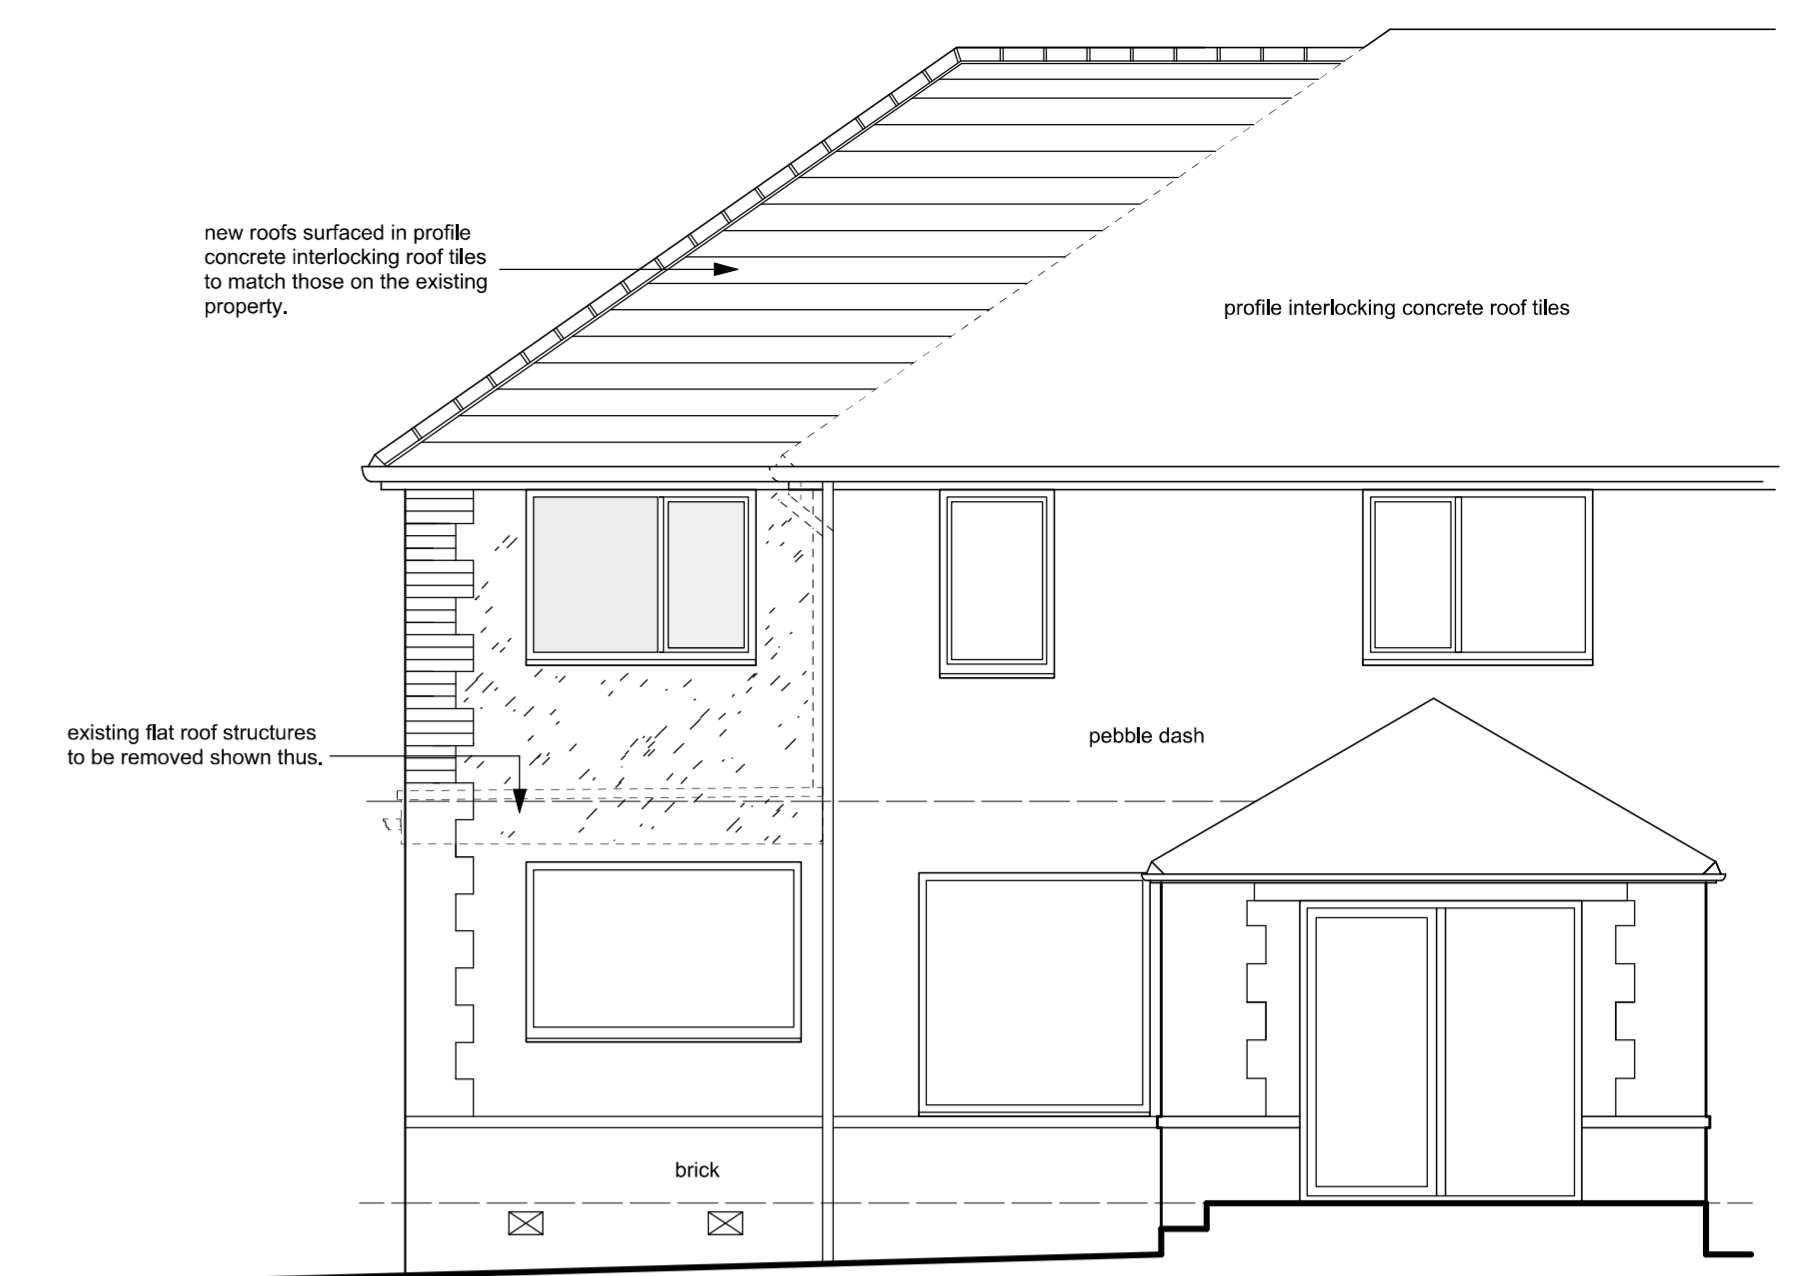 new roofs surfaced in profile
concrete interlocking roof tiles
to match those on the existing
property.
profile interlocking concrete roof tiles
existing flat roof structures
to be removed shown thus.
pebble dash
brick